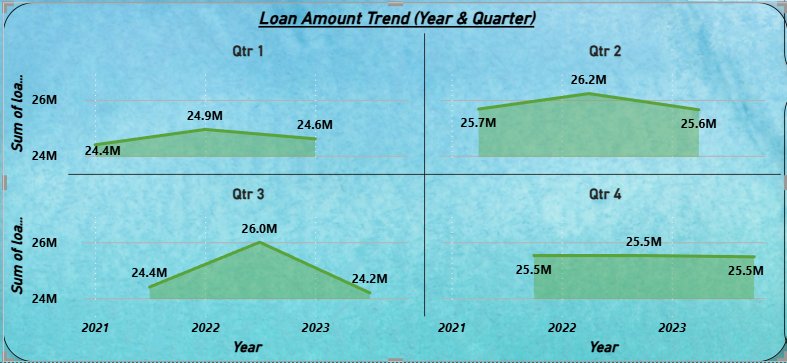 Loan Amount Trend (Year & Quarter)
Qtr 1
Qtr 2
Sum of loa...
26M
24M
24.4M
24.9M
24.6M
25.7M
26.2M
25.6M
Qtr 3
Qtr 4
Sum of loa...
26M
24M
24.4M
26.0M
24.2M
25.5M
25.5M
25.5M
2021
2022
2023
2021
2022
2023
Year
Year